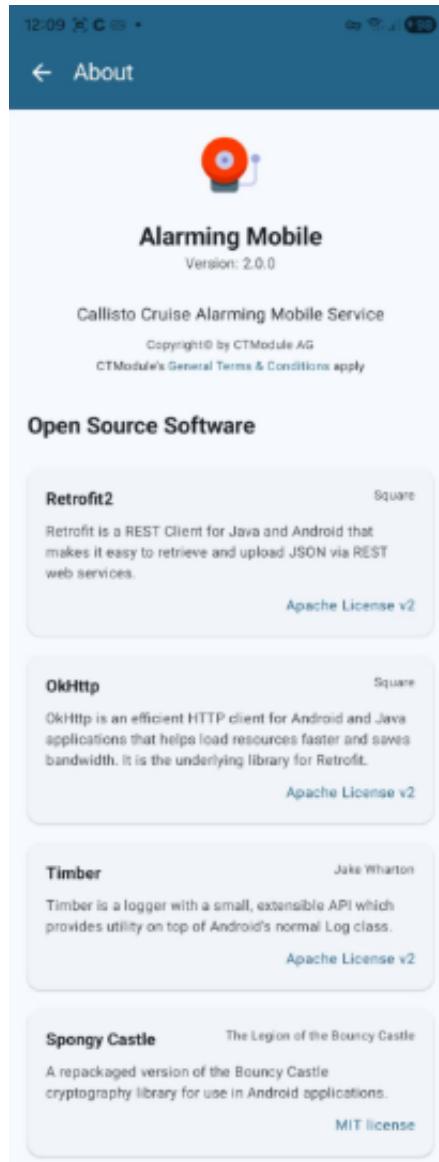 12:09
About
Alarming Mobile
Version: 2.0.0
Callisto Cruise Alarming Mobile Service
Copyright© by CTModule AG
CTModule's General Terms & Conditions apply
Open Source Software
Retrofit2 Square
Retrofit is a REST Client for Java and Android that
makes it easy to retrieve and upload JSON via REST
web services.
Apache License v2
OkHttp Square
OkHttp is an efficient HTTP client for Android and Java
applications that helps load resources faster and saves
bandwidth. It is the underlying library for Retrofit.
Apache License v2
Timber Jake Wharton
Timber is a logger with a small, extensible API which
provides utility on top of Android's normal Log class.
Apache License v2
Spongy Castle The Legion of the Bouncy Castle
A repackaged version of the Bouncy Castle
cryptography library for use in Android applications.
MIT license